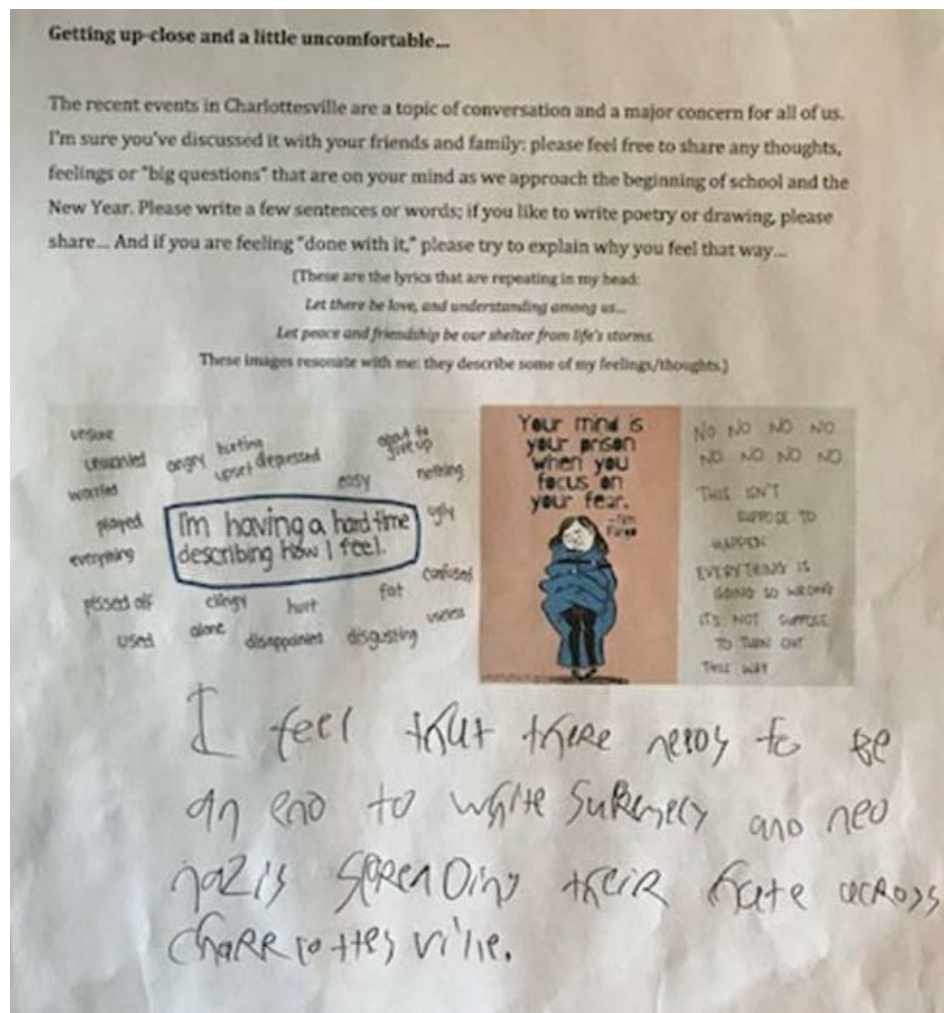 Getting up-close and a little uncomfortable...
The recent events in Charlottesville are a topic of conversation and a major concern for all of us.
I'm sure you've discussed it with your friends and family; please feel free to share any thoughts,
feelings or "big questions" that are on your mind as we approach the beginning of school and the
New Year. Please write a few sentences or words; if you like to write poetry or drawing, please
share... And if you are feeling "done with it," please try to explain why you feel that way...
(These are the lyrics that are repeating in my head:
Let there be love, and understanding among us...
Let peace and friendship be our shelter from life's storms.
These images resonate with me: they describe some of my feelings/thoughts.)
unsure
unwanted angry hurting upset depressed about to give up
worried easy nothing
played I'm having a hard time ugly
everything describing how I feel.
confused
pissed off clingy hurt fat
used alone disappointed disgusting useless
Your mind is
your prison
when you
focus on
your fear.
NO NO NO NO
NO NO NO NO
THIS ISN'T
SUPPOSE TO
HAPPEN
EVERYTHING IS
GOING SO WRONG
IT'S NOT SUPPOSE
TO TURN OUT
THIS WAY
I feel that there needs to be
an end to white Supremely and neo
nazis Spreading their hate across
Charrlottesville.